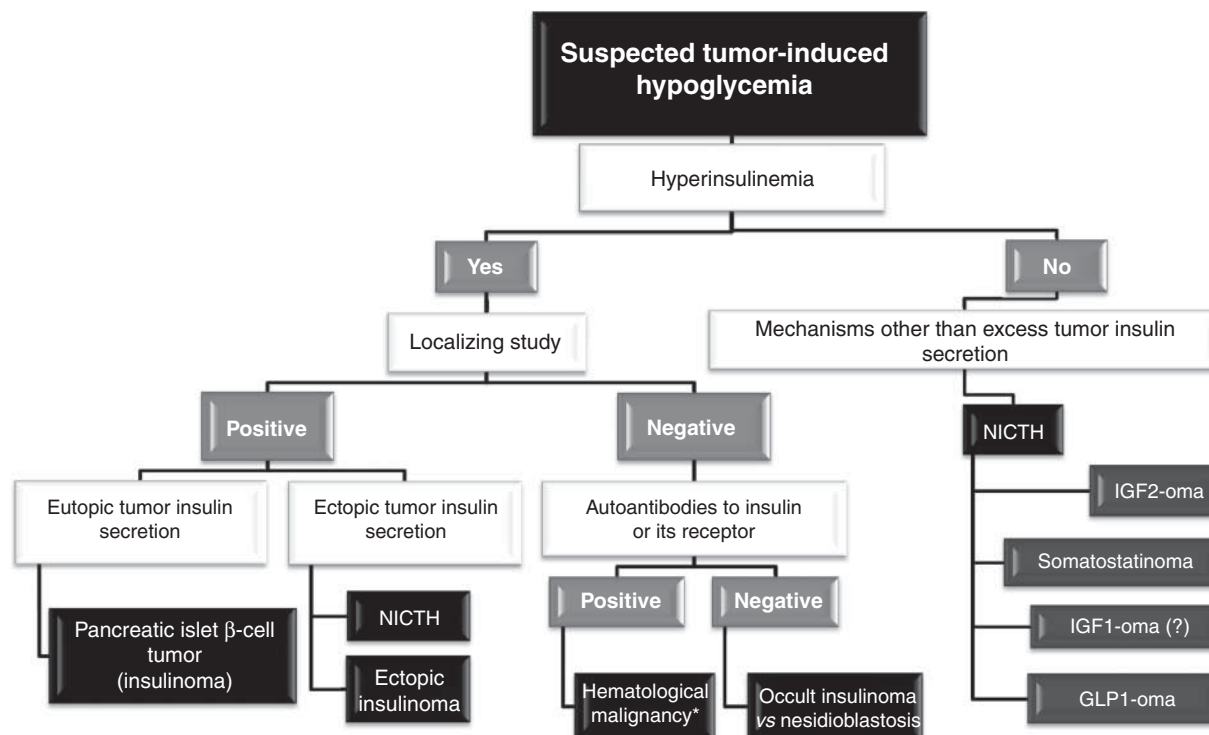 Suspected tumor-induced
hypoglycemia
Hyperinsulinemia
Yes
No
Localizing study
Mechanisms other than excess tumor insulin
secretion
Positive
Negative
NICTH
Eutopic tumor insulin
secretion
Ectopic tumor insulin
secretion
Autoantibodies to insulin
or its receptor
IGF2-oma
Somatostatinoma
IGF1-oma (?)
GLP1-oma
Positive
Negative
Pancreatic islet β-cell
tumor
(insulinoma)
NICTH
Ectopic
insulinoma
Hematological
malignancy*
Occult insulinoma
vs nesidioblastosis